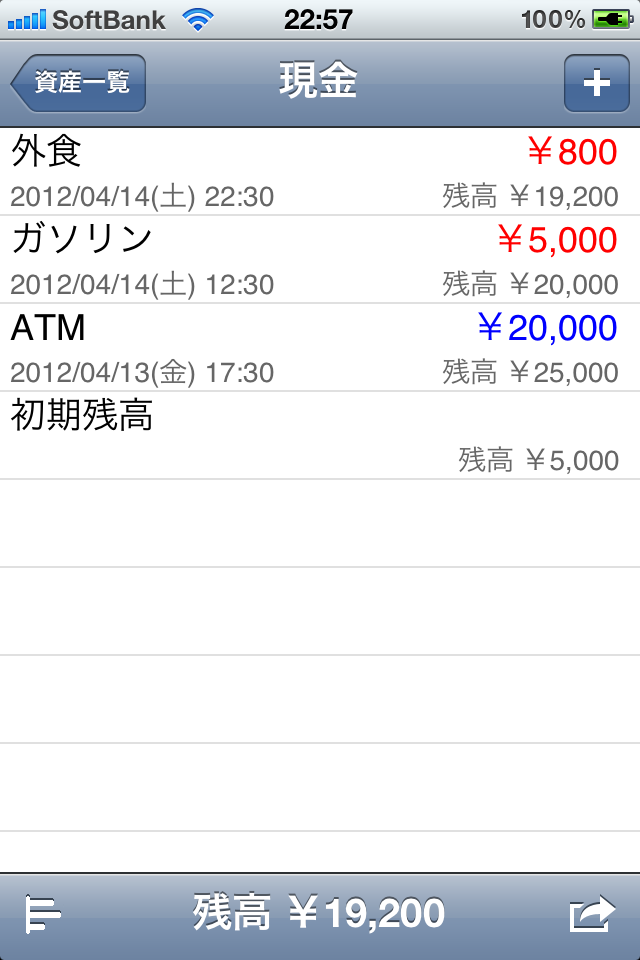 SoftBank 22:57 100%
資産一覧 現金 +
外食 ￥800
2012/04/14(土) 22:30 残高 ￥19,200
ガソリン ￥5,000
2012/04/14(土) 12:30 残高 ￥20,000
ATM ￥20,000
2012/04/13(金) 17:30 残高 ￥25,000
初期残高
残高 ￥5,000
残高 ￥19,200